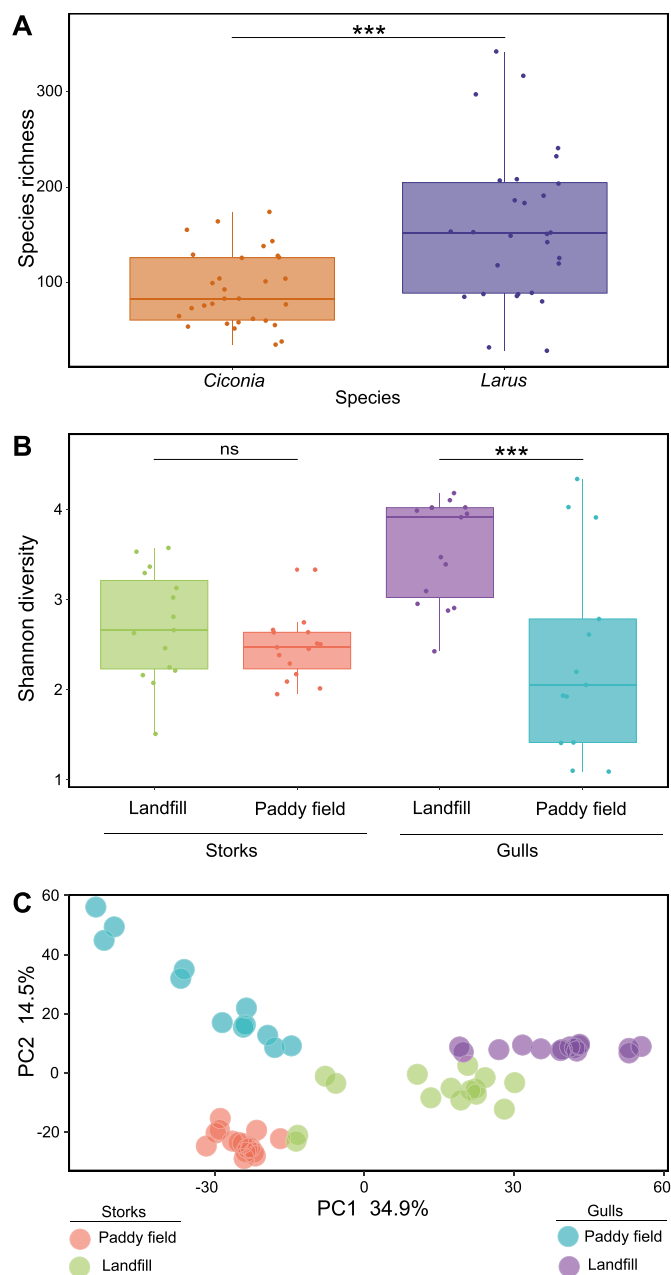 A
***
Species richness
300
200
100
Ciconia Larus
Species
B
ns ***
Shannon diversity
4
3
2
1
Landfill Paddy field Landfill Paddy field
Storks Gulls
C
PC2 14.5%
60
40
20
0
-20
-30 0 30 60
PC1 34.9%
Storks Gulls
Paddy field Paddy field
Landfill Landfill